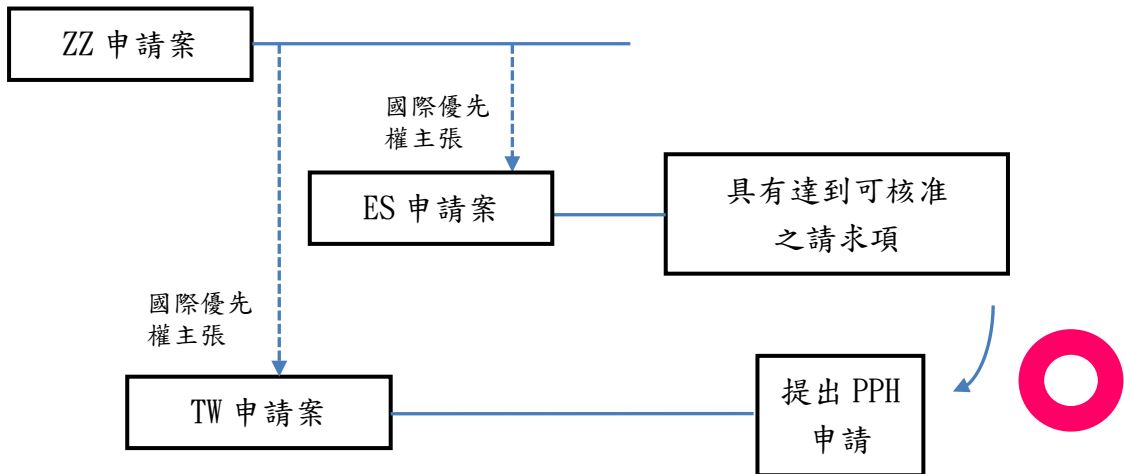 ZZ 申請案
國際優先
權主張
ES 申請案
具有達到可核准
之請求項
國際優先
權主張
TW 申請案
提出 PPH
申請